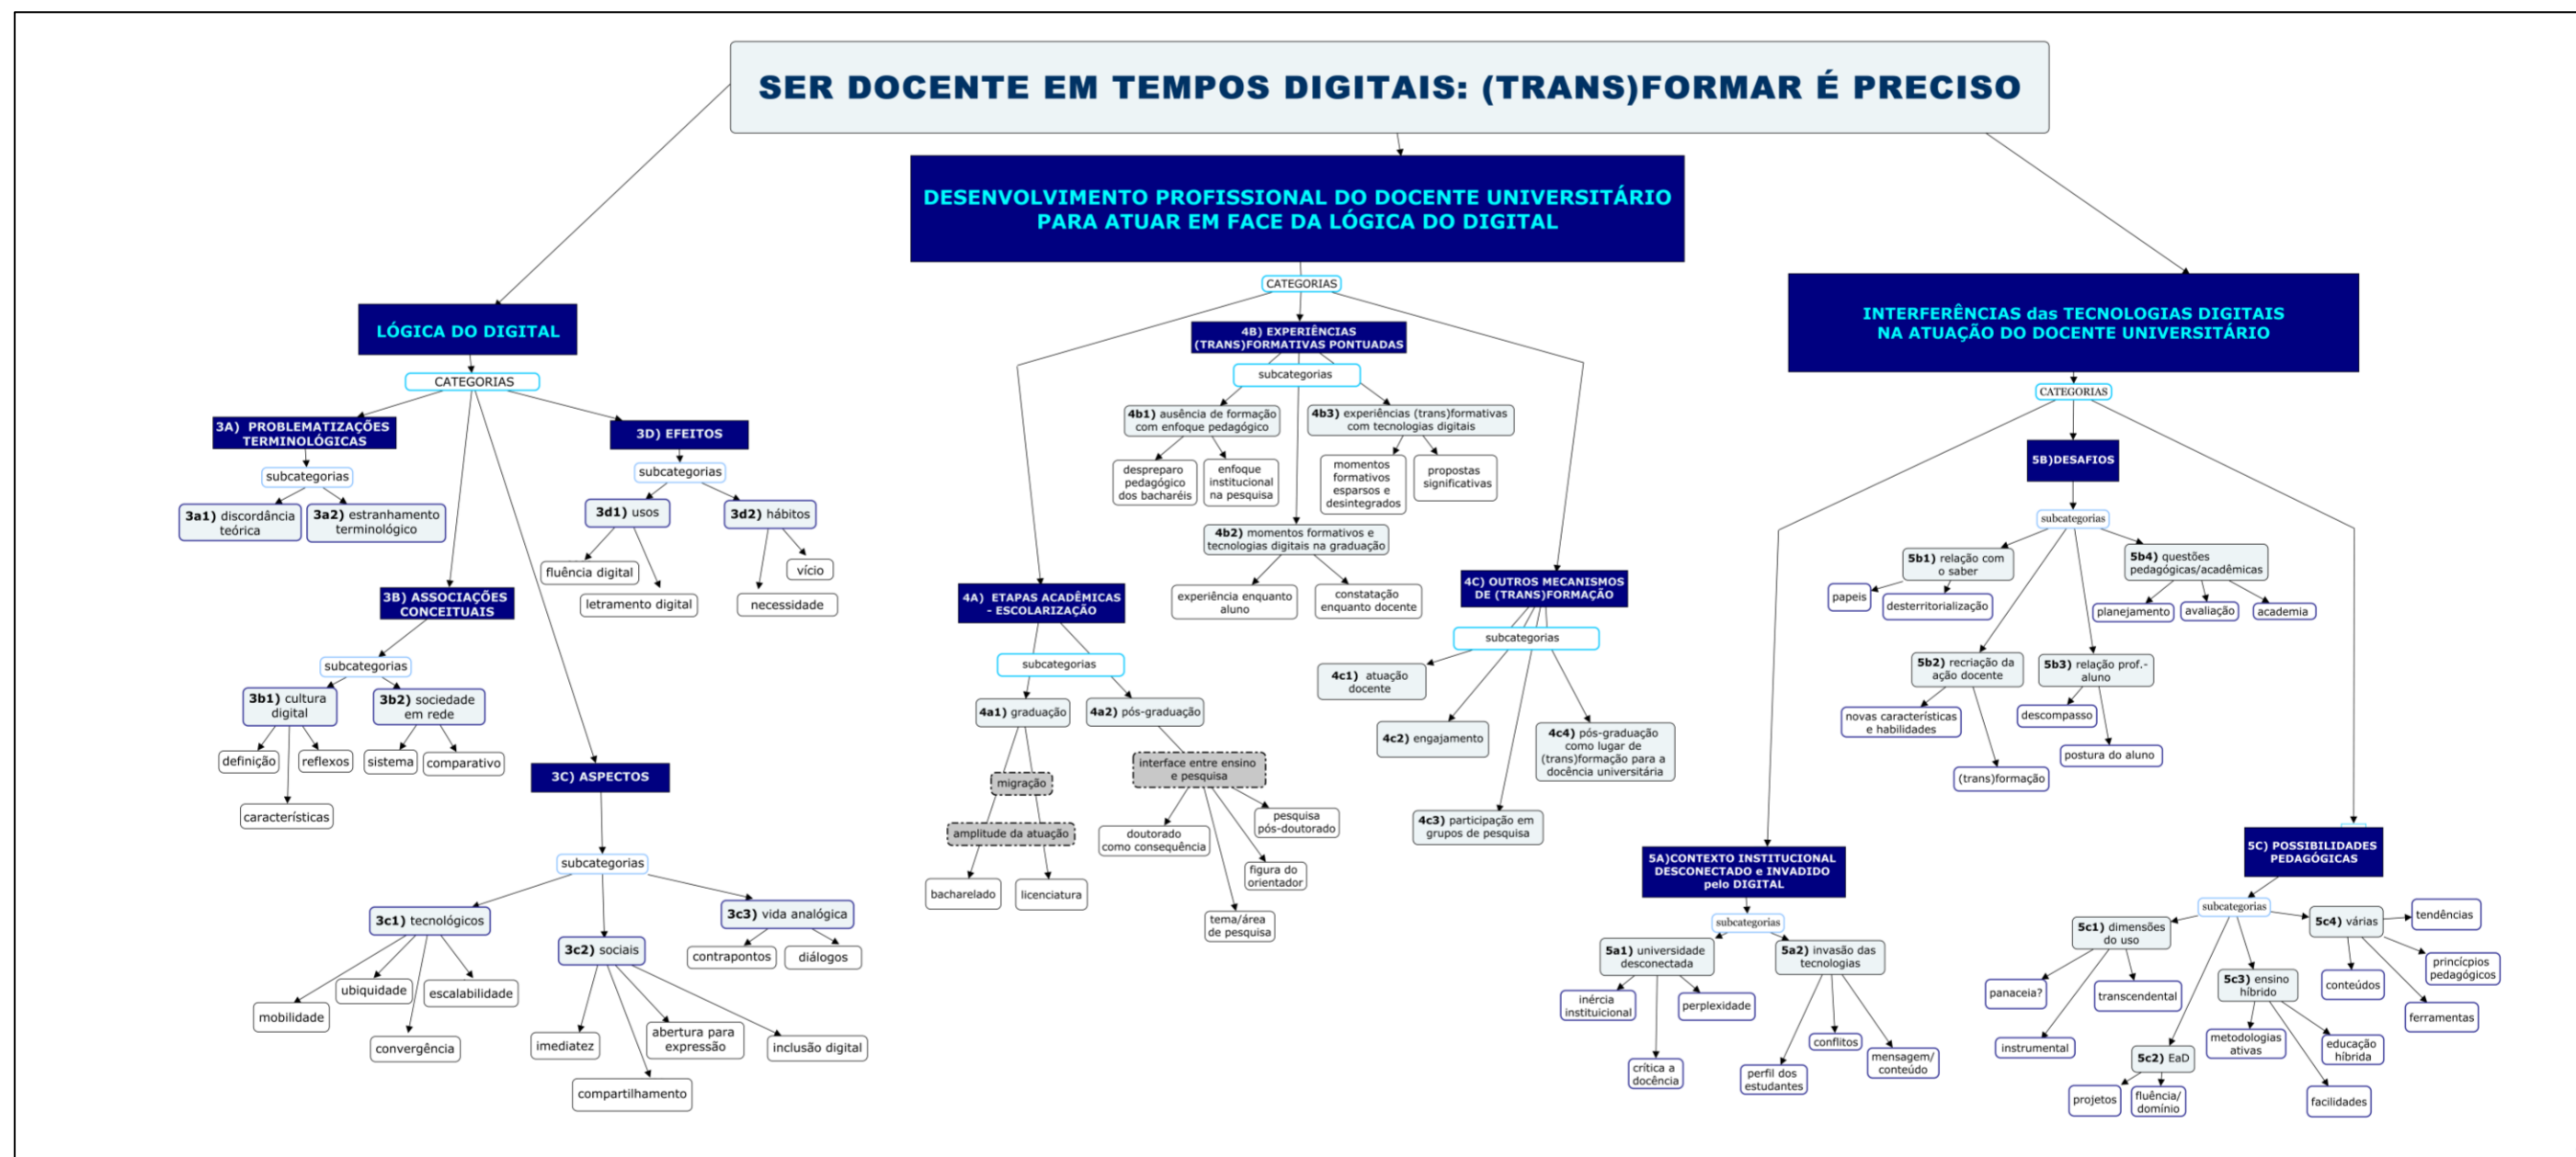 SER DOCENTE EM TEMPOS DIGITAIS: (TRANS)FORMAR É PRECISO
LÓGICA DO DIGITAL
CATEGORIAS
3A) PROBLEMATIZAÇÕES
TERMINOLÓGICAS
subcategorias
3a1) discordância
teórica
3a2) estranhamento
terminológico
3B) ASSOCIAÇÕES
CONCEITUAIS
subcategorias
3b1) cultura
digital
definição
características
reflexos
3b2) sociedade
em rede
sistema
comparativo
3C) ASPECTOS
subcategorias
3c1) tecnológicos
mobilidade
ubiquidade
convergência
escalabilidade
3c2) sociais
imediatez
compartilhamento
abertura para
expressão
inclusão digital
3c3) vida analógica
contrapontos
diálogos
3D) EFEITOS
subcategorias
3d1) usos
fluência digital
letramento digital
3d2) hábitos
necessidade
vício
DESENVOLVIMENTO PROFISSIONAL DO DOCENTE UNIVERSITÁRIO
PARA ATUAR EM FACE DA LÓGICA DO DIGITAL
CATEGORIAS
4A) ETAPAS ACADÊMICAS
- ESCOLARIZAÇÃO
subcategorias
4a1) graduação
migração
amplitude da atuação
bacharelado
licenciatura
4a2) pós-graduação
interface entre ensino
e pesquisa
doutorado
como consequência
tema/área
de pesquisa
figura do
orientador
pesquisa
pós-doutorado
4B) EXPERIÊNCIAS
(TRANS)FORMATIVAS PONTUADAS
subcategorias
4b1) ausência de formação
com enfoque pedagógico
despreparo
pedagógico
dos bacharéis
enfoque
institucional
na pesquisa
4b2) momentos formativos e
tecnologias digitais na graduação
experiência enquanto
aluno
constatação
enquanto docente
4b3) experiências (trans)formativas
com tecnologias digitais
momentos
formativos
esparsos e
desintegrados
propostas
significativas
4C) OUTROS MECANISMOS
DE (TRANS)FORMAÇÃO
subcategorias
4c1) atuação
docente
4c2) engajamento
4c3) participação em
grupos de pesquisa
4c4) pós-graduação
como lugar de
(trans)formação para a
docência universitária
INTERFERÊNCIAS das TECNOLOGIAS DIGITAIS
NA ATUAÇÃO DO DOCENTE UNIVERSITÁRIO
CATEGORIAS
5A)CONTEXTO INSTITUCIONAL
DESCONECTADO e INVADIDO
pelo DIGITAL
subcategorias
5a1) universidade
desconectada
inércia
instituicional
crítica a
docência
perplexidade
5a2) invasão das
tecnologias
perfil dos
estudantes
conflitos
mensagem/
conteúdo
5B)DESAFIOS
subcategorias
5b1) relação com
o saber
papeis
desterritorialização
5b2) recriação da
ação docente
novas características
e habilidades
(trans)formação
5b3) relação prof.-
aluno
descompasso
postura do aluno
5b4) questões
pedagógicas/acadêmicas
planejamento
avaliação
academia
5C) POSSIBILIDADES
PEDAGÓGICAS
subcategorias
5c1) dimensões
do uso
panaceia?
instrumental
transcendental
5c2) EaD
projetos
fluência/
domínio
5c3) ensino
híbrido
metodologias
ativas
educação
híbrida
facilidades
5c4) várias
tendências
princícpios
pedagógicos
conteúdos
ferramentas